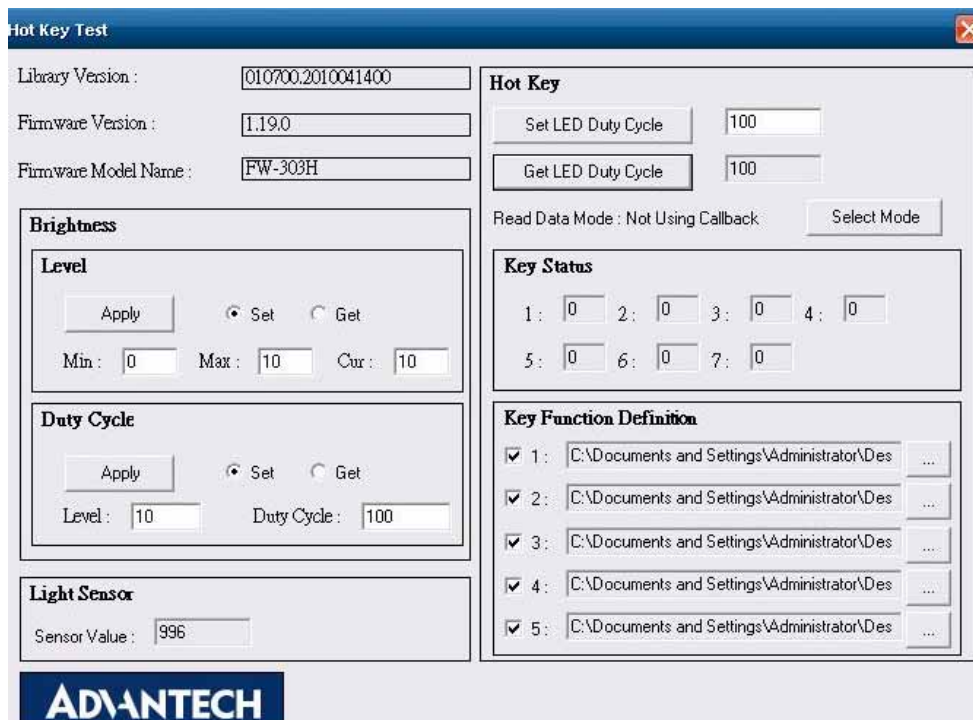 Hot Key Test
Library Version : 010700.2010041400
Firmware Version : 1.19.0
Firmware Model Name : FW-303H
Brightness
Level
Apply Set Get
Min : 0 Max : 10 Cur : 10
Duty Cycle
Apply Set Get
Level : 10 Duty Cycle : 100
Light Sensor
Sensor Value : 996
ADVANTECH
Hot Key
Set LED Duty Cycle 100
Get LED Duty Cycle 100
Read Data Mode : Not Using Callback Select Mode
Key Status
1 : 0 2 : 0 3 : 0 4 : 0
5 : 0 6 : 0 7 : 0
Key Function Definition
1 : C:\Documents and Settings\Administrator\Des ...
2 : C:\Documents and Settings\Administrator\Des ...
3 : C:\Documents and Settings\Administrator\Des ...
4 : C:\Documents and Settings\Administrator\Des ...
5 : C:\Documents and Settings\Administrator\Des ...